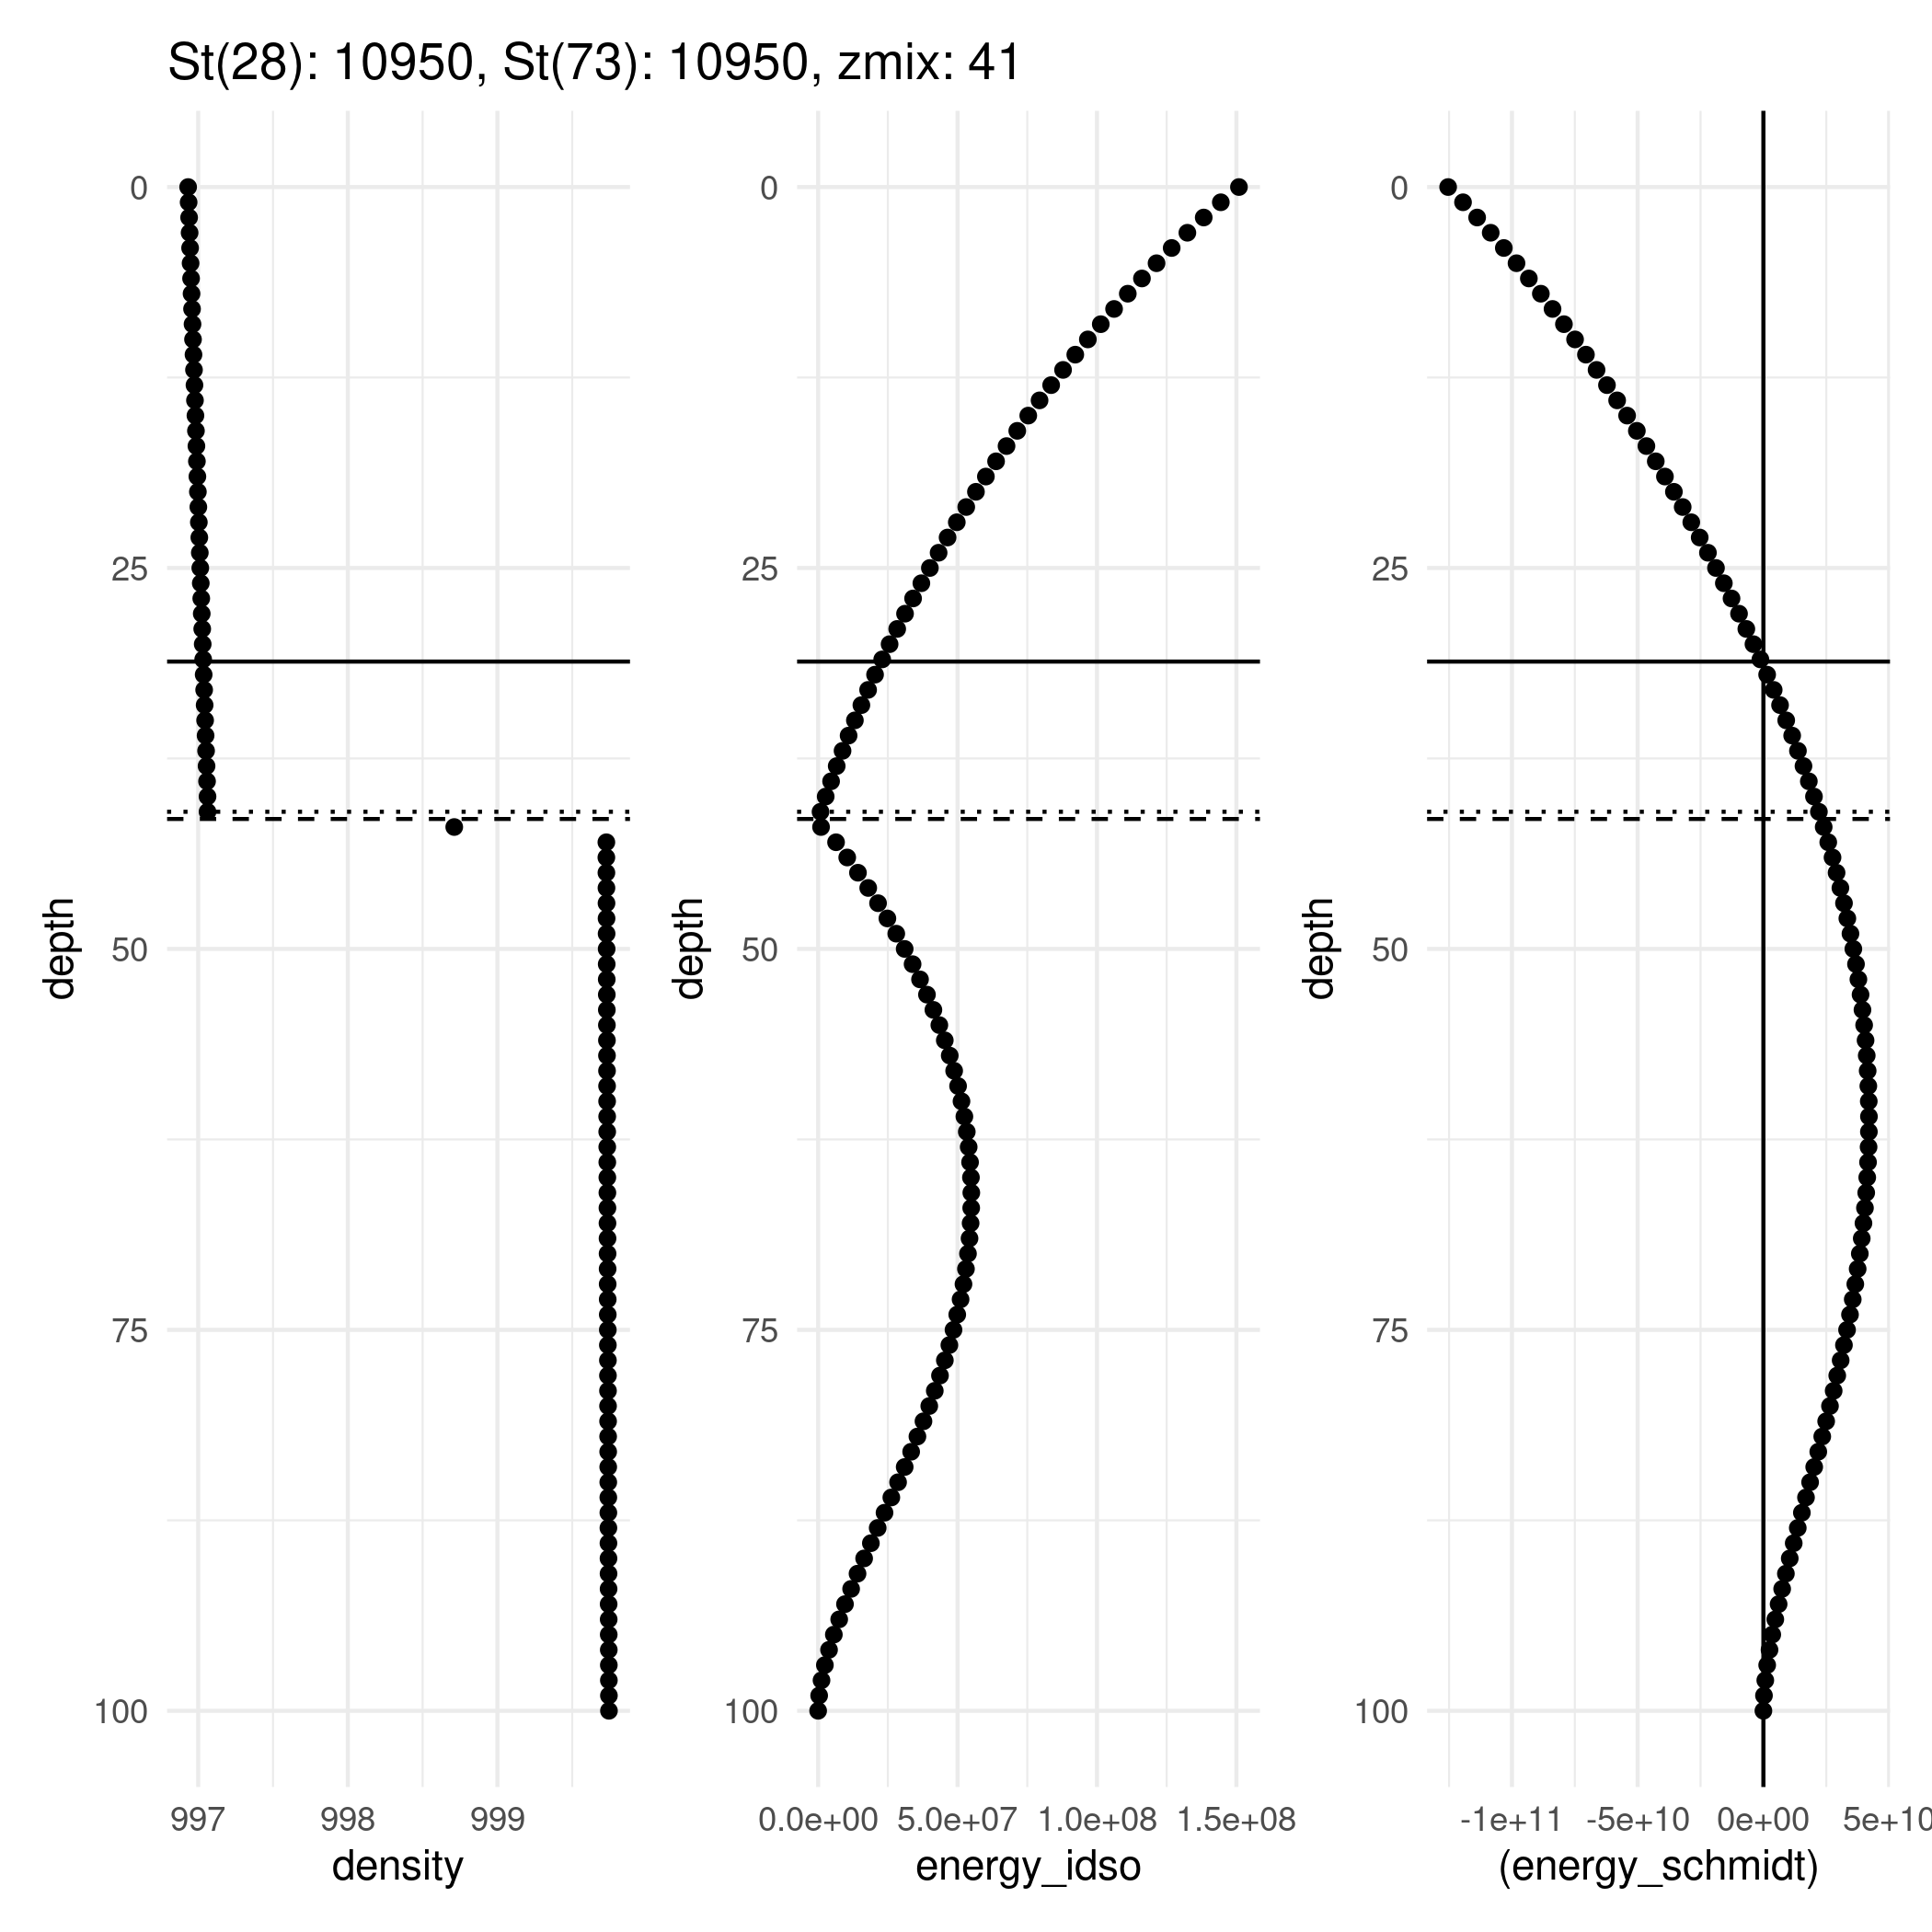 St(28): 10950, St(73): 10950, zmix: 41
0
25
50
75
100
depth
997 998 999
density
0
25
50
75
100
depth
0.0e+00 5.0e+07 1.0e+08 1.5e+08
energy_idso
0
25
50
75
100
depth
-1e+11 -5e+10 0e+00 5e+10
(energy_schmidt)